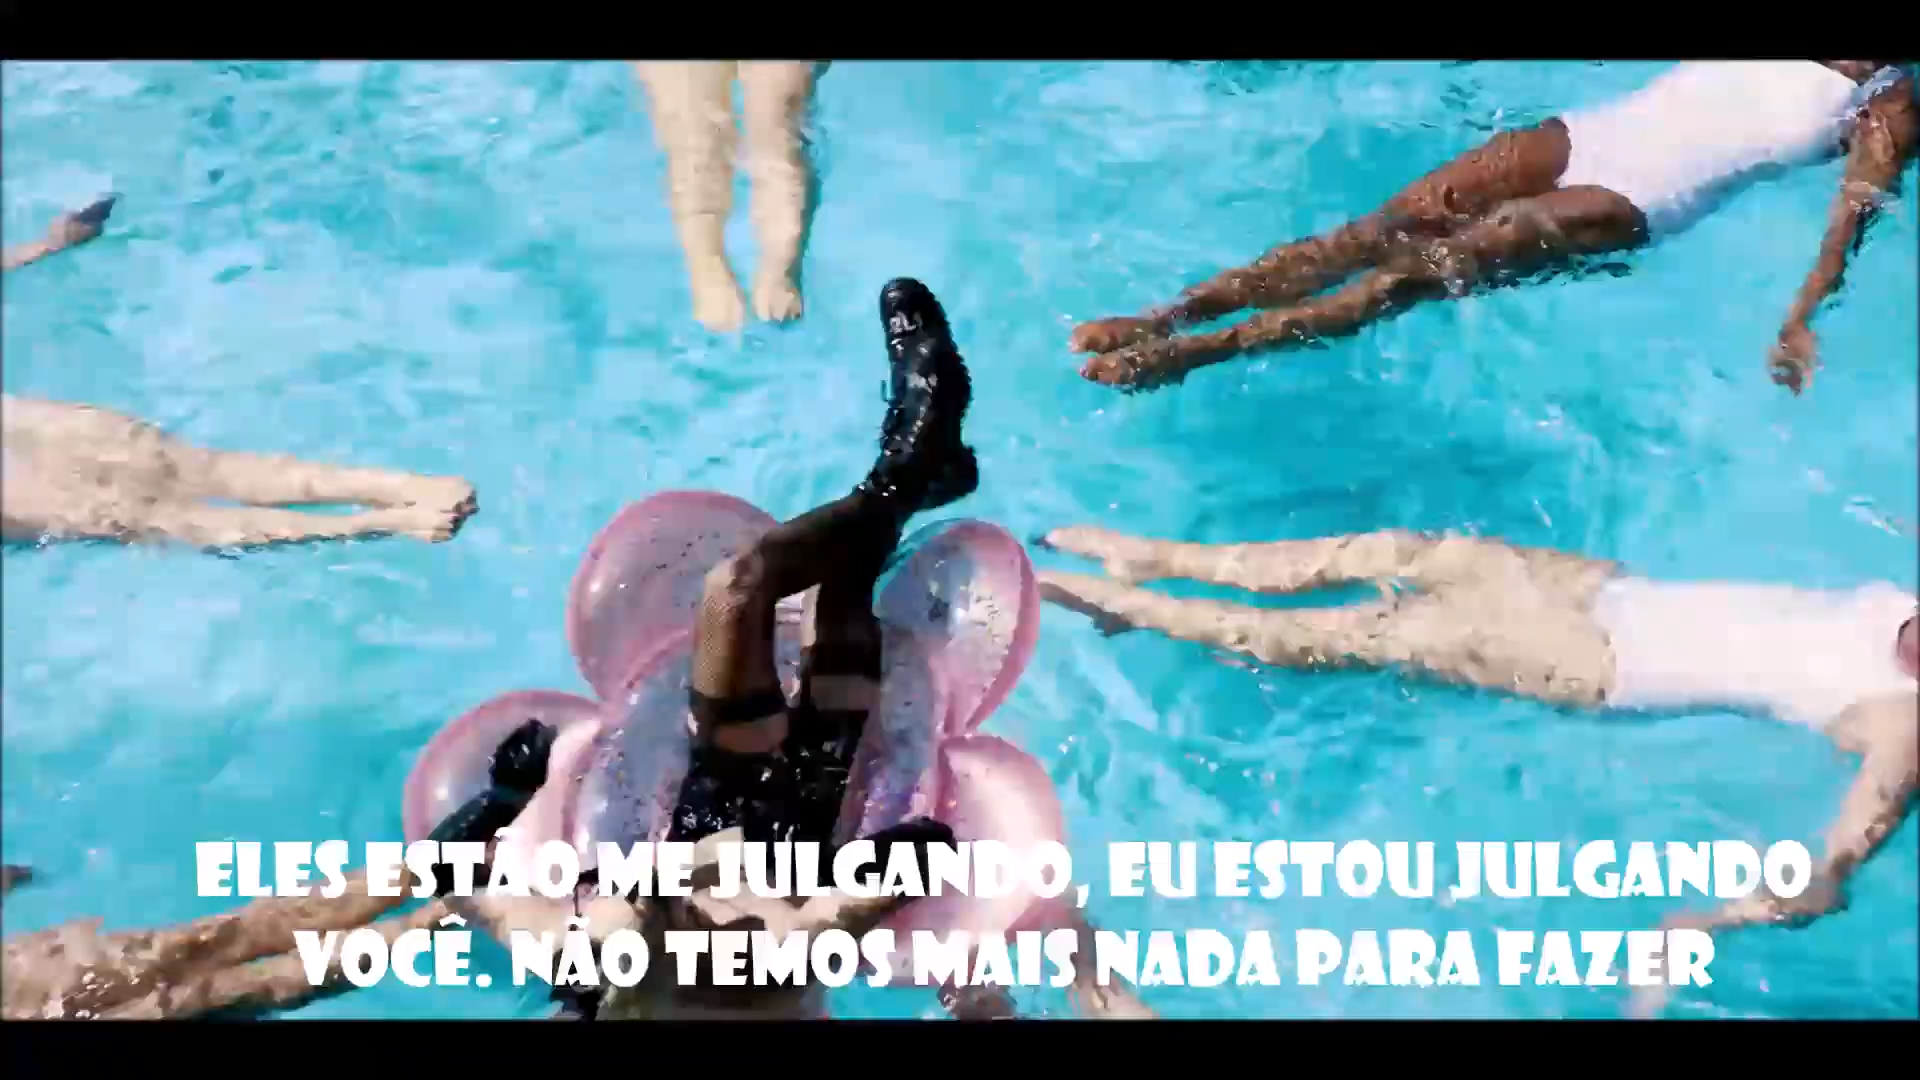 ELES ESTÃO ME JULGANDO, EU ESTOU JULGANDO
VOCÊ. NÃO TEMOS MAIS NADA PARA FAZER